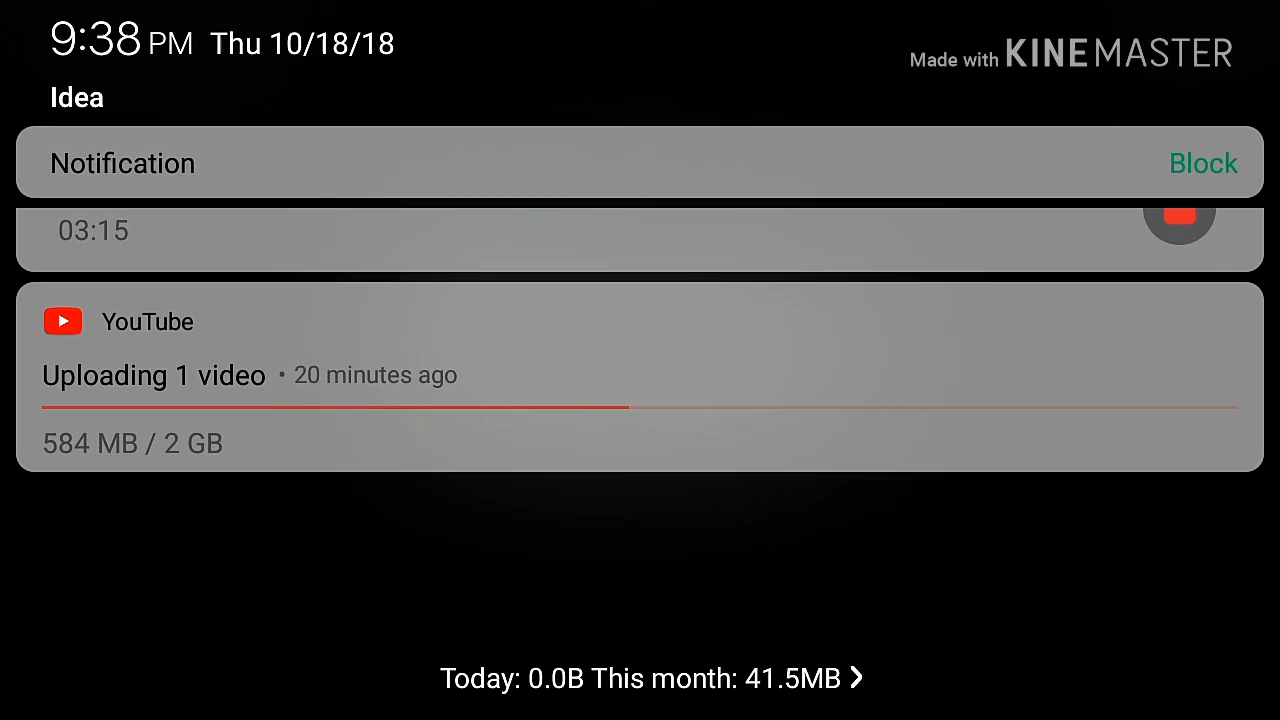 9:38 PM Thu 10/18/18
Made with KINEMASTER
Idea
Notification Block
03:15
YouTube
Uploading 1 video • 20 minutes ago
584 MB / 2 GB
Today: 0.0B This month: 41.5MB